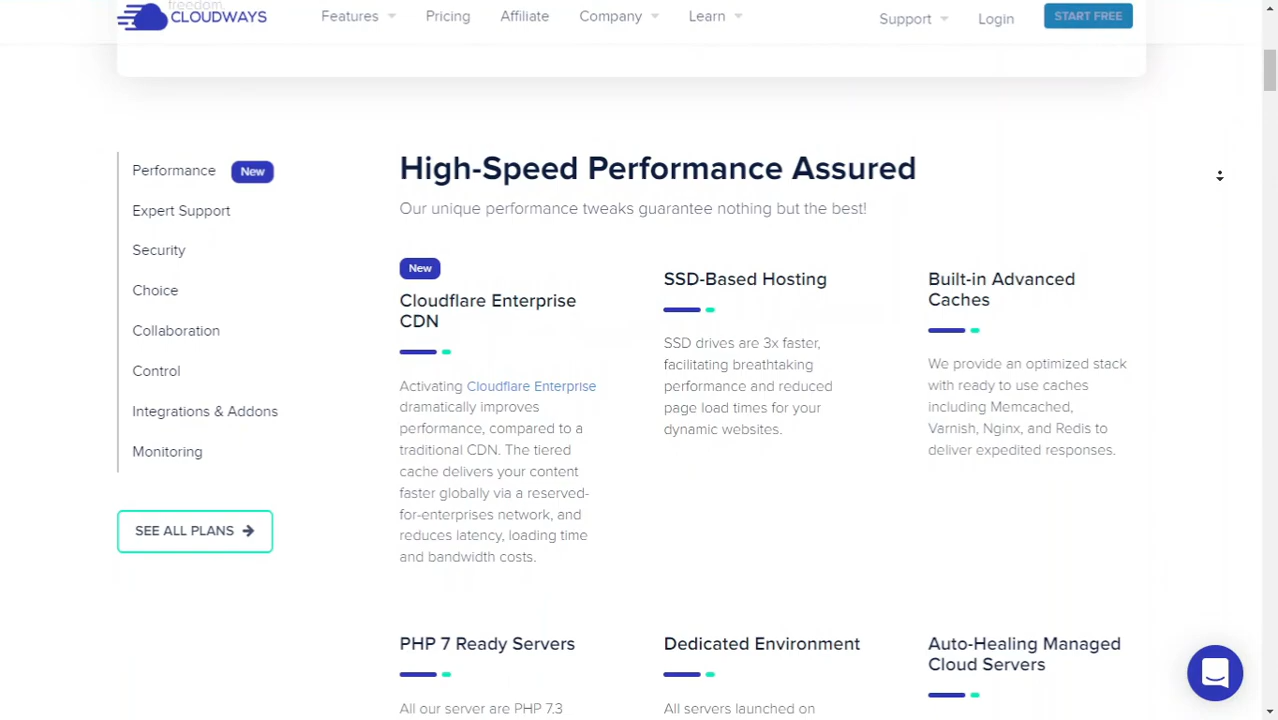 freedom
CLOUDWAYS
Features
Pricing
Affiliate
Company
Learn
Support
Login
START FREE
Performance
New
Expert Support
Security
Choice
Collaboration
Control
Integrations & Addons
Monitoring
SEE ALL PLANS
High-Speed Performance Assured
Our unique performance tweaks guarantee nothing but the best!
New
Cloudflare Enterprise
CDN
Activating Cloudflare Enterprise
dramatically improves
performance, compared to a
traditional CDN. The tiered
cache delivers your content
faster globally via a reserved-
for-enterprises network, and
reduces latency, loading time
and bandwidth costs.
SSD-Based Hosting
SSD drives are 3x faster,
facilitating breathtaking
performance and reduced
page load times for your
dynamic websites.
Built-in Advanced
Caches
We provide an optimized stack
with ready to use caches
including Memcached,
Varnish, Nginx, and Redis to
deliver expedited responses.
PHP 7 Ready Servers
All our server are PHP 7.3
Dedicated Environment
All servers launched on
Auto-Healing Managed
Cloud Servers